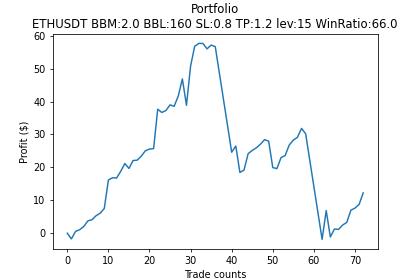 Portfolio
ETHUSDT BBM:2.0 BBL:160 SL:0.8 TP:1.2 lev:15 WinRatio:66.0
60
50
40
30
20
10
0
Profit ($)
0 10 20 30 40 50 60 70
Trade counts